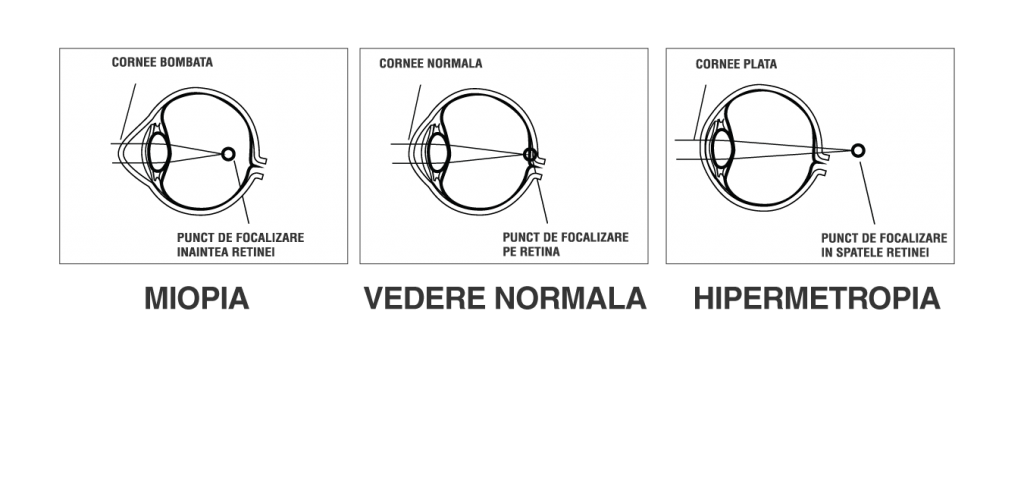 CORNEE BOMBATA
PUNCT DE FOCALIZARE
INAINTEA RETINEI
MIOPIA
CORNEE NORMALA
PUNCT DE FOCALIZARE
PE RETINA
VEDERE NORMALA
CORNEE PLATA
PUNCT DE FOCALIZARE
IN SPATELE RETINEI
HIPERMETROPIA